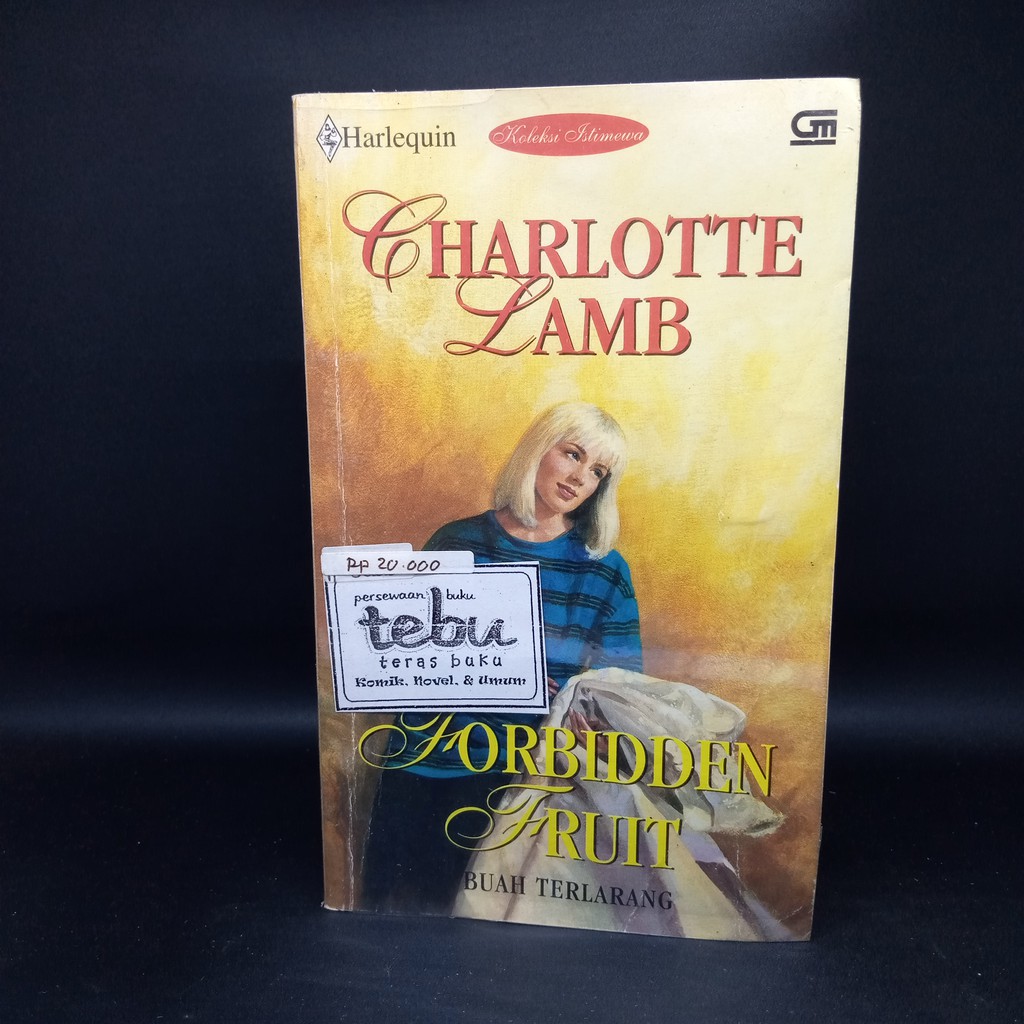 Harlequin
Koleksi Istimewa
GM
CHARLOTTE
LAMB
Rp 20.000
persewaan buku
tebu
teras buku
Komik, Novel, & Umum
FORBIDDEN
FRUIT
BUAH TERLARANG